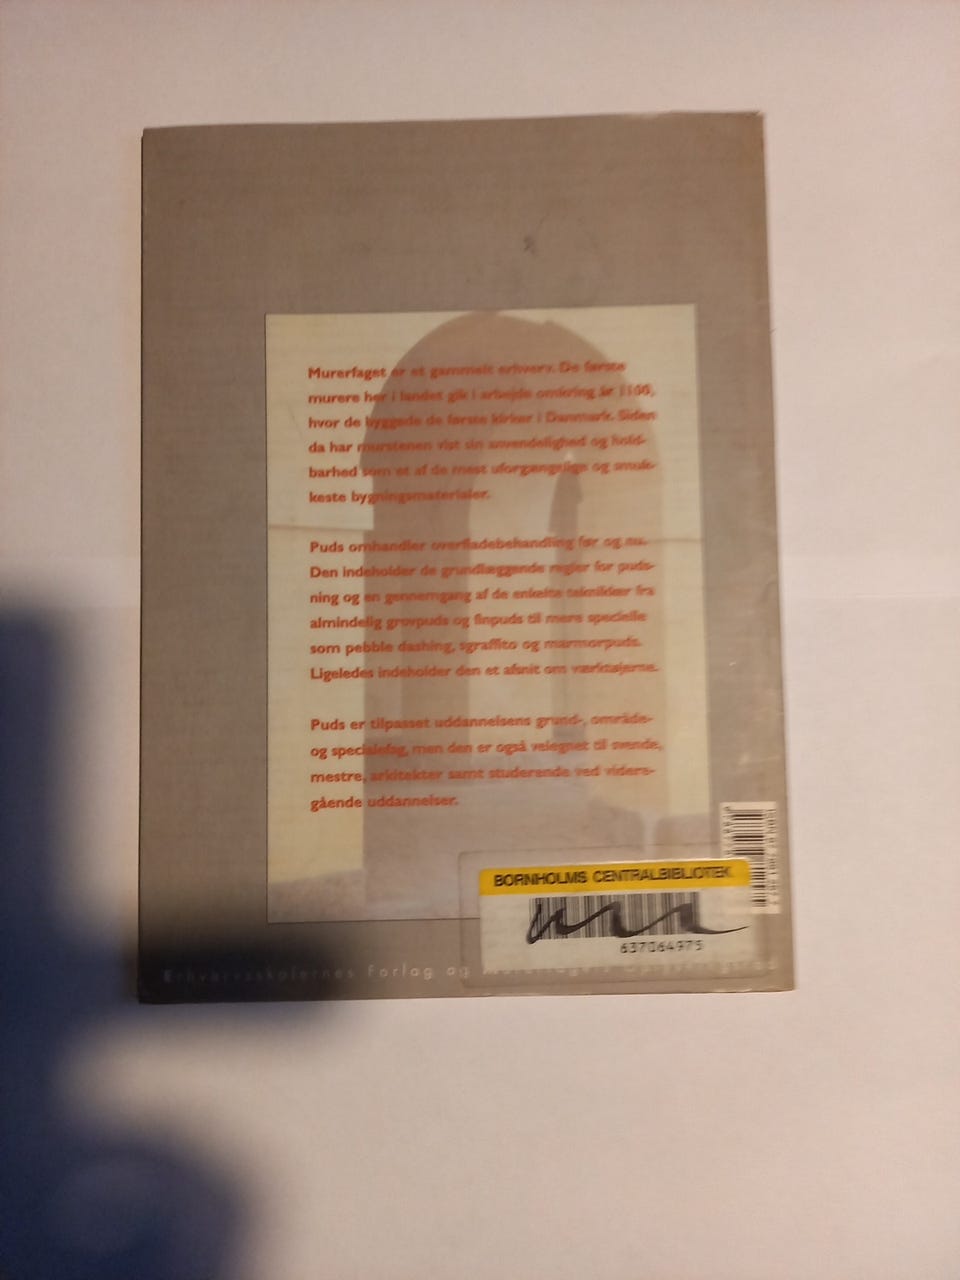 Murerfaget er et gammelt erhverv. De første
murere her i landet gik i arbejde omkring år 1100,
hvor de byggede de første kirker i Danmark. Siden
da har murstenen vist sin anvendelighed og hold-
barhed som et af de mest uforgængelige og smuk-
keste bygningsmaterialer.
Puds omhandler overfladebehandling før og nu.
Den indeholder de grundlæggende regler for puds-
ning og en gennemgang af de enkelte teknikker fra
almindelig grovpuds og finpuds til mere specielle
som pebble dashing, sgraffito og marmorpuds.
Ligeledes indeholder den et afsnit om værktøjerne.
Puds er tilpasset uddannelsens grund-, område-
og specialefag, men den er også velegnet til svende,
mestre, arkitekter samt studerende ved videre-
gående uddannelser.
BORNHOLMS CENTRALBIBLIOTEK
637064975
Erhvervsskolernes Forlag og